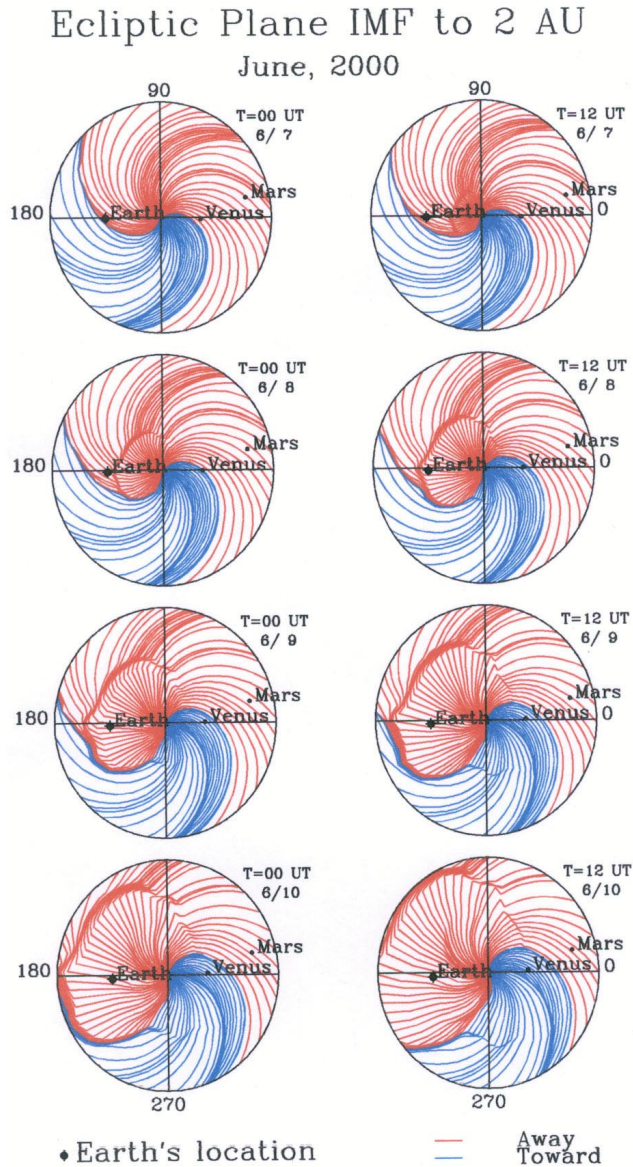 Ecliptic Plane IMF to 2 AU
June, 2000
90
T=00 UT
6/ 7
Mars
180
Earth
Venus
90
T=12 UT
6/ 7
Mars
Earth
Venus
0
T=00 UT
6/ 8
Mars
180
Earth
Venus
T=12 UT
6/ 8
Mars
Earth
Venus
0
T=00 UT
6/ 9
Mars
180
Earth
Venus
T=12 UT
6/ 9
Mars
Earth
Venus
0
T=00 UT
6/10
Mars
180
Earth
Venus
270
T=12 UT
6/10
Mars
Earth
Venus
0
270
Earth's location
Away
Toward